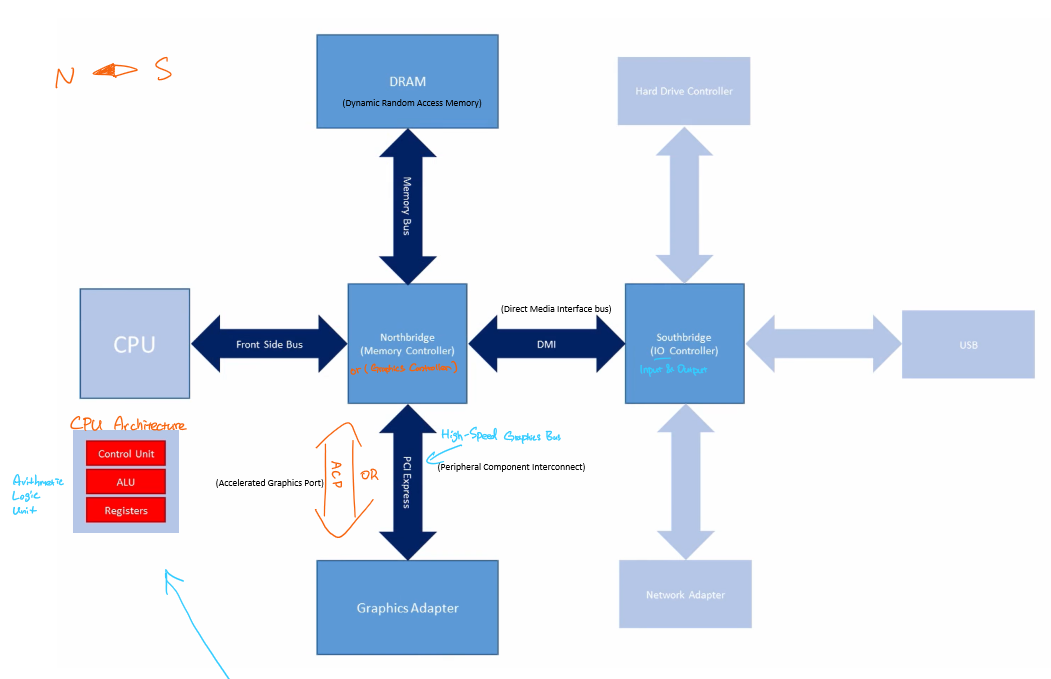 N S
DRAM
(Dynamic Random Access Memory)
Hard Drive Controller
Memory Bus
CPU
Front Side Bus
Northbridge
(Memory Controller)
or (Graphics Controller)
(Direct Media Interface bus)
DMI
Southbridge
(IO Controller)
Input & Output
USB
CPU Architecture
Control Unit
ALU
Registers
Arithmetic
Logic
Unit
(Accelerated Graphics Port)
AGP
OR
PCI Express
High-Speed Graphics Bus
(Peripheral Component Interconnect)
Graphics Adapter
Network Adapter